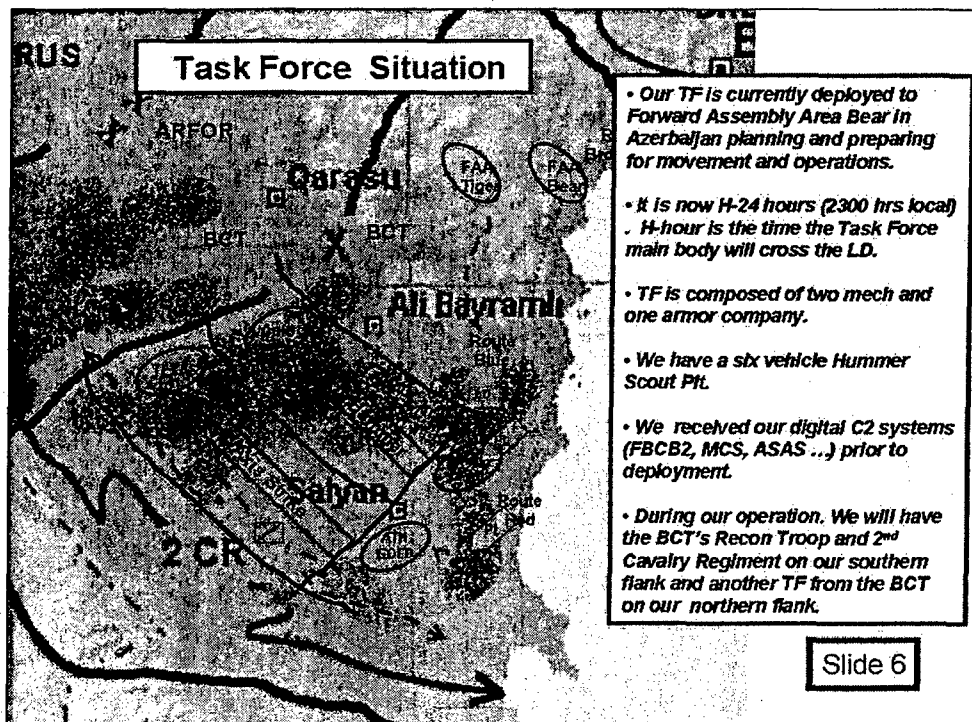 RUS
Task Force Situation
ARFOR
Qarasu
FAA
Tiger
FAA
Bear
BCT
BCT
Ali Bayramli
Route
Blue
Salyan
Route
Red
2 CR
• Our TF is currently deployed to
Forward Assembly Area Bear in
Azerbaijan planning and preparing
for movement and operations.
• It is now H-24 hours (2300 hrs local)
. H-hour is the time the Task Force
main body will cross the LD.
• TF is composed of two mech and
one armor company.
• We have a six vehicle Hummer
Scout Plt.
• We received our digital C2 systems
(FBCB2, MCS, ASAS ...) prior to
deployment.
• During our operation. We will have
the BCT's Recon Troop and 2nd
Cavalry Regiment on our southern
flank and another TF from the BCT
on our northern flank.
Slide 6